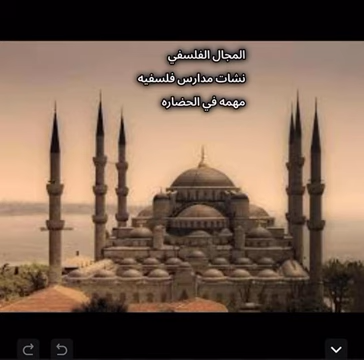 المجال الفلسفي
نشات مدارس فلسفيه
مهمه في الحضاره